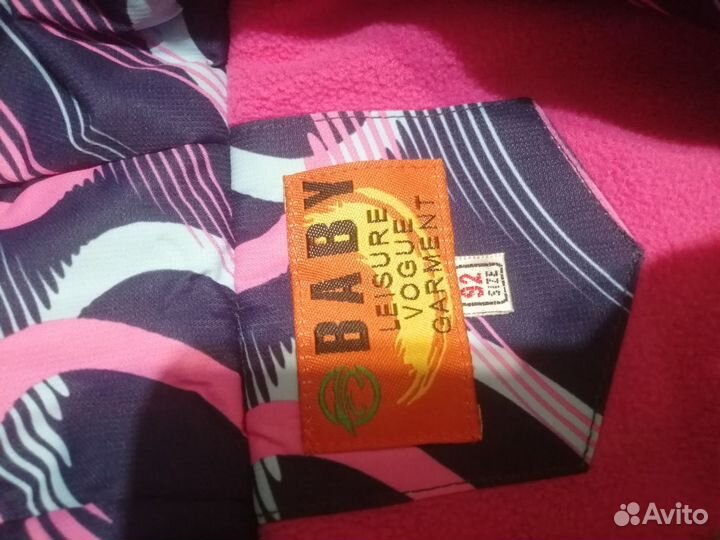 BABY
LEISURE
VOGUE
GARMENT
92
SIZE
Avito